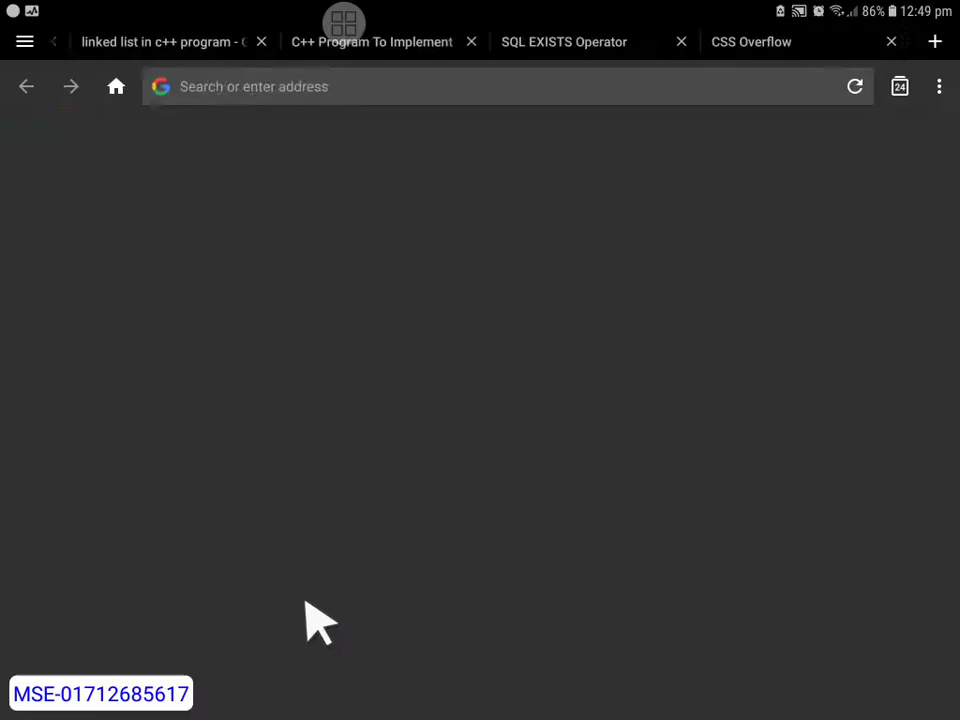 86% 12:49 pm
linked list in c++ program - C++ Program To Implement SQL EXISTS Operator CSS Overflow
Search or enter address 24
MSE-01712685617